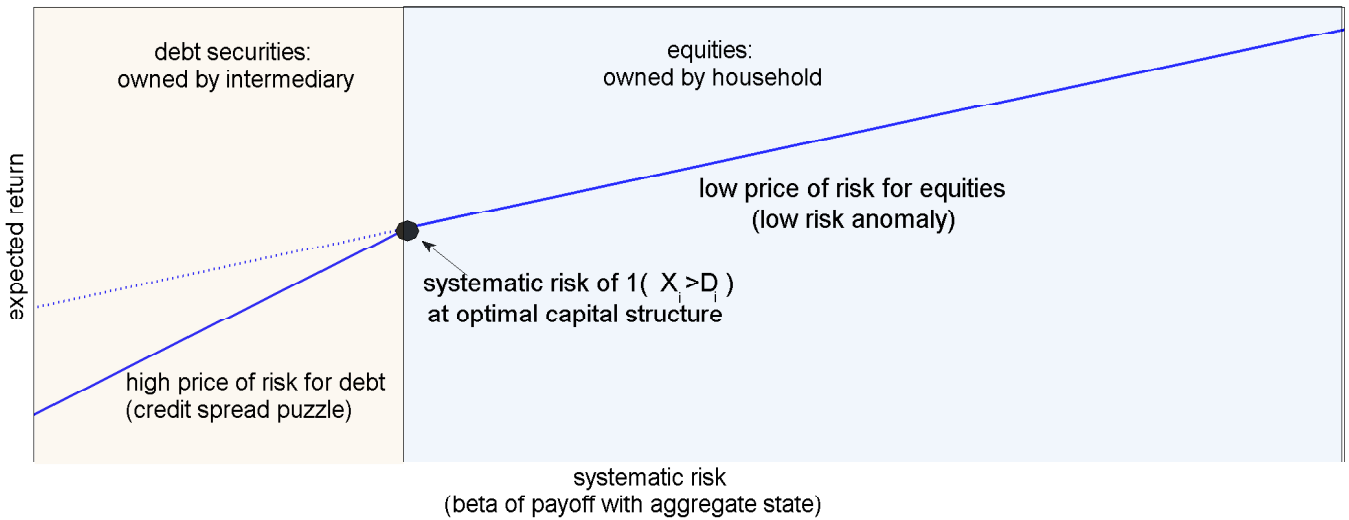 debt securities:
owned by intermediary
equities:
owned by household
expected return
low price of risk for equities
(low risk anomaly)
systematic risk of 1( X_i>D_i )
at optimal capital structure
high price of risk for debt
(credit spread puzzle)
systematic risk
(beta of payoff with aggregate state)